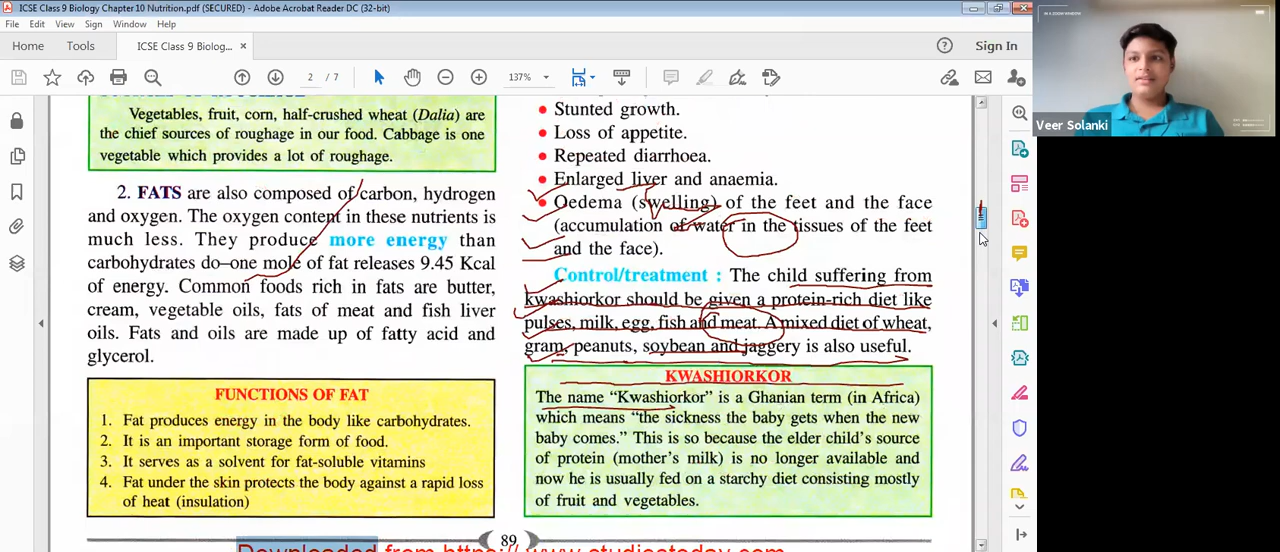 ICSE Class 9 Biology Chapter 10 Nutrition.pdf (SECURED) - Adobe Acrobat Reader DC (32-bit)
File Edit View Sign Window Help
Home Tools ICSE Class 9 Biolog... × Sign In
2 / 7 137%
Vegetables, fruit, corn, half-crushed wheat (Dalia) are
the chief sources of roughage in our food. Cabbage is one
vegetable which provides a lot of roughage.
2. FATS are also composed of carbon, hydrogen
and oxygen. The oxygen content in these nutrients is
much less. They produce more energy than
carbohydrates do–one mole of fat releases 9.45 Kcal
of energy. Common foods rich in fats are butter,
cream, vegetable oils, fats of meat and fish liver
oils. Fats and oils are made up of fatty acid and
glycerol.
FUNCTIONS OF FAT
1. Fat produces energy in the body like carbohydrates.
2. It is an important storage form of food.
3. It serves as a solvent for fat-soluble vitamins
4. Fat under the skin protects the body against a rapid loss
of heat (insulation)
• Stunted growth.
• Loss of appetite.
• Repeated diarrhoea.
• Enlarged liver and anaemia.
• Oedema (swelling) of the feet and the face
(accumulation of water in the tissues of the feet
and the face).
Control/treatment : The child suffering from
kwashiorkor should be given a protein-rich diet like
pulses, milk, egg, fish and meat. A mixed diet of wheat,
gram, peanuts, soybean and jaggery is also useful.
KWASHIORKOR
The name “Kwashiorkor” is a Ghanian term (in Africa)
which means “the sickness the baby gets when the new
baby comes.” This is so because the elder child’s source
of protein (mother’s milk) is no longer available and
now he is usually fed on a starchy diet consisting mostly
of fruit and vegetables.
89
Downloaded from https:// www.studiestoday.com
Veer Solanki